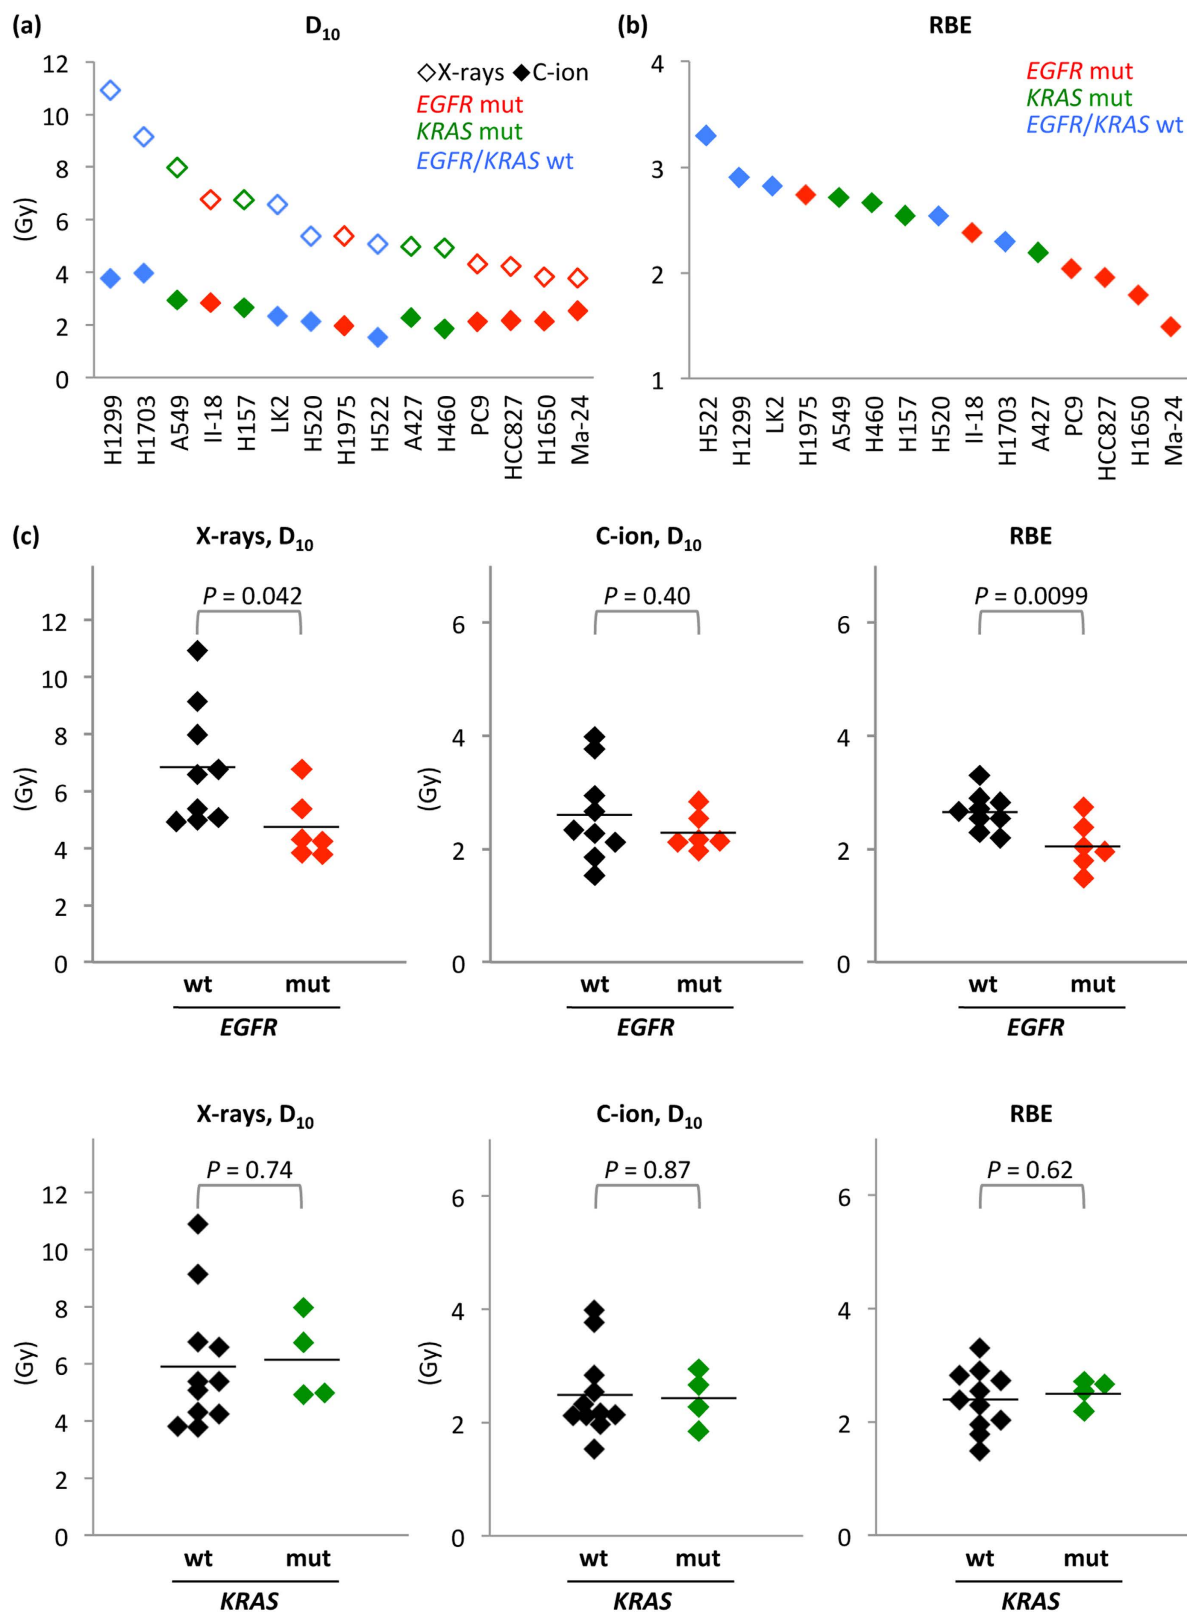 (a) D10
12
10
8
6
4
2
0
(Gy)
X-rays C-ion
EGFR mut
KRAS mut
EGFR/KRAS wt
H1299
H1703
A549
II-18
H157
LK2
H520
H1975
H522
A427
H460
PC9
HCC827
H1650
Ma-24
(b) RBE
4
3
2
1
EGFR mut
KRAS mut
EGFR/KRAS wt
H522
H1299
LK2
H1975
A549
H460
H157
H520
II-18
H1703
A427
PC9
HCC827
H1650
Ma-24
(c) X-rays, D10
P = 0.042
12
10
8
6
4
2
0
(Gy)
wt mut
EGFR
C-ion, D10
P = 0.40
6
4
2
0
(Gy)
wt mut
EGFR
RBE
P = 0.0099
6
4
2
0
wt mut
EGFR
X-rays, D10
P = 0.74
12
10
8
6
4
2
0
(Gy)
wt mut
KRAS
C-ion, D10
P = 0.87
6
4
2
0
(Gy)
wt mut
KRAS
RBE
P = 0.62
6
4
2
0
wt mut
KRAS